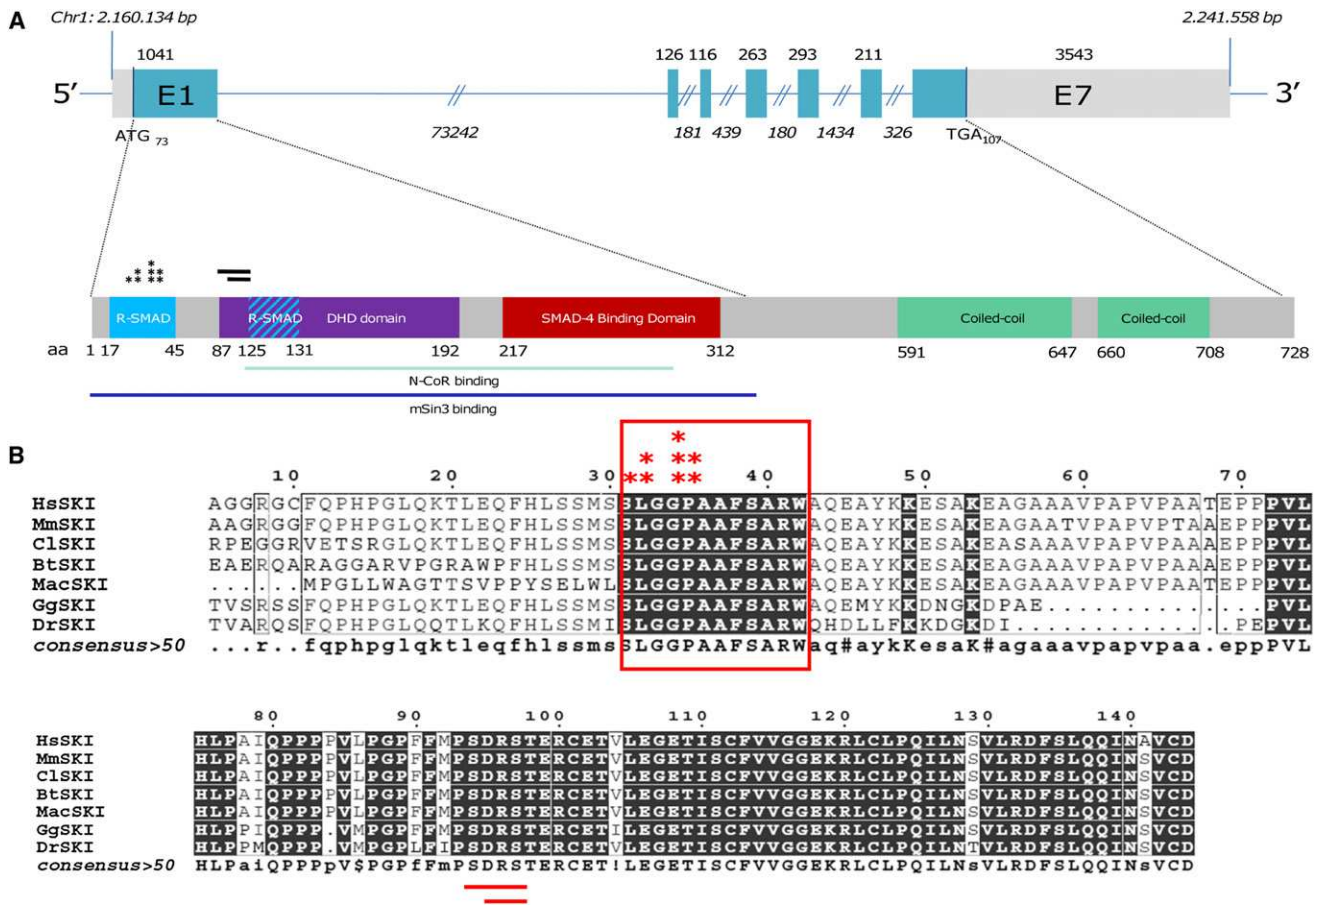 A
Chr1: 2.160.134 bp
2.241.558 bp
1041 126 116 263 293 211 3543
5′ E1 E7 3′
ATG 73 73242 181 439 180 1434 326 TGA107
* 
* **
** **
R-SMAD R-SMAD DHD domain SMAD-4 Binding Domain Coiled-coil Coiled-coil
aa 1 17 45 87 125 131 192 217 312 591 647 660 708 728
N-CoR binding
mSin3 binding
B
*
* **
** **
10 20 30 40 50 60 70
HsSKI AGGRGCFQPHPGLQKTLEQFHLSSMSSLGGPAAFSARWAQEAYKKESAKEAGAAAVPAPVPAATEPPPVL
MmSKI AAGRGGFQPHPGLQKTLEQFHLSSMSSLGGPAAFSARWAQEAYKKESAKEAGAATVPAPVPTAAEPPPVL
ClSKI RPEGGRVETSRGLQKTLEQFHLSSMSSLGGPAAFSARWAQEAYKKESAKEASAAAVPAPVPAAAEPPPVL
BtSKI EAERQARAGGARVPGRAWPFHLSSMSSLGGPAAFSARWAQEAYKKESAKEAGAAAVPAPVPAAAEPPPVL
MacSKI ......MPGLLWAGTTSVPPYSELWLSLGGPAAFSARWAQEAYKKESAKEAGAAAVPAPVPAATEPPPVL
GgSKI TVSRSSFQPHPGLQKTLEQFHLSSMSSLGGPAAFSARWAQEMYKKDNGKDPAE..............PVL
DrSKI TVARQSFQPHPGLQQTLKQFHLSSMISLGGPAAFSARWAQHDLLFKKDGKDI............PEPPVL
consensus>50 ...r..fqphpglqktleqfhlssmsSLGGPAAFSARWaq#aykKesaK#agaaavpapvpaa.eppPVL
80 90 100 110 120 130 140
HsSKI HLPAIQPPPPVLPGPFFMPSDRSTERCETVLEGETISCFVVGGEKRLCLPQILNSVLRDFSLQQINAVCD
MmSKI HLPAIQPPPPVLPGPFFMPSDRSTERCETVLEGETISCFVVGGEKRLCLPQILNSVLRDFSLQQINSVCD
ClSKI HLPAIQPPPPVLPGPFFMPSDRSTERCETVLEGETISCFVVGGEKRLCLPQILNSVLRDFSLQQINSVCD
BtSKI HLPAIQPPPPVLPGPFFMPSDRSTERCETVLEGETISCFVVGGEKRLCLPQILNSVLRDFSLQQINSVCD
MacSKI HLPAIQPPPPVLPGPFFMPSDRSTERCETVLEGETISCFVVGGEKRLCLPQILNSVLRDFSLQQINAVCD
GgSKI HLPPIQPPP.VMPGPFFMPSDRSTERCETILEGETISCFVVGGEKRLCLPQILNSVLRDFSLQQINSVCD
DrSKI HLPPMQPPP.VMPGPLFIPSDRSTERCETVLEGETISCFVVGGEKRLCLPQILNTVLRDFSLQQINSVCD
consensus>50 HLPaiQPPPpV$PGPfFmPSDRSTERCET!LEGETISCFVVGGEKRLCLPQILNsVLRDFSLQQINsVCD